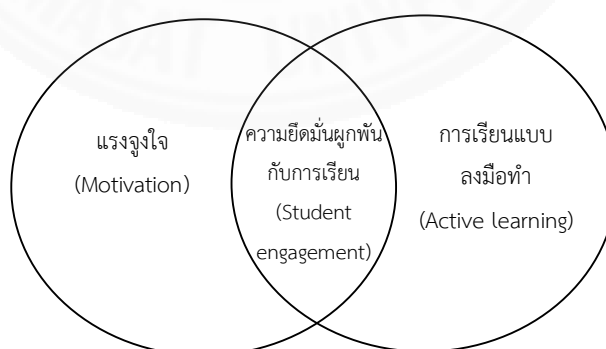 แรงจูงใจ
(Motivation)
ความยึดมั่นผูกพัน
กับการเรียน
(Student
engagement)
การเรียนแบบ
ลงมือทำ
(Active learning)